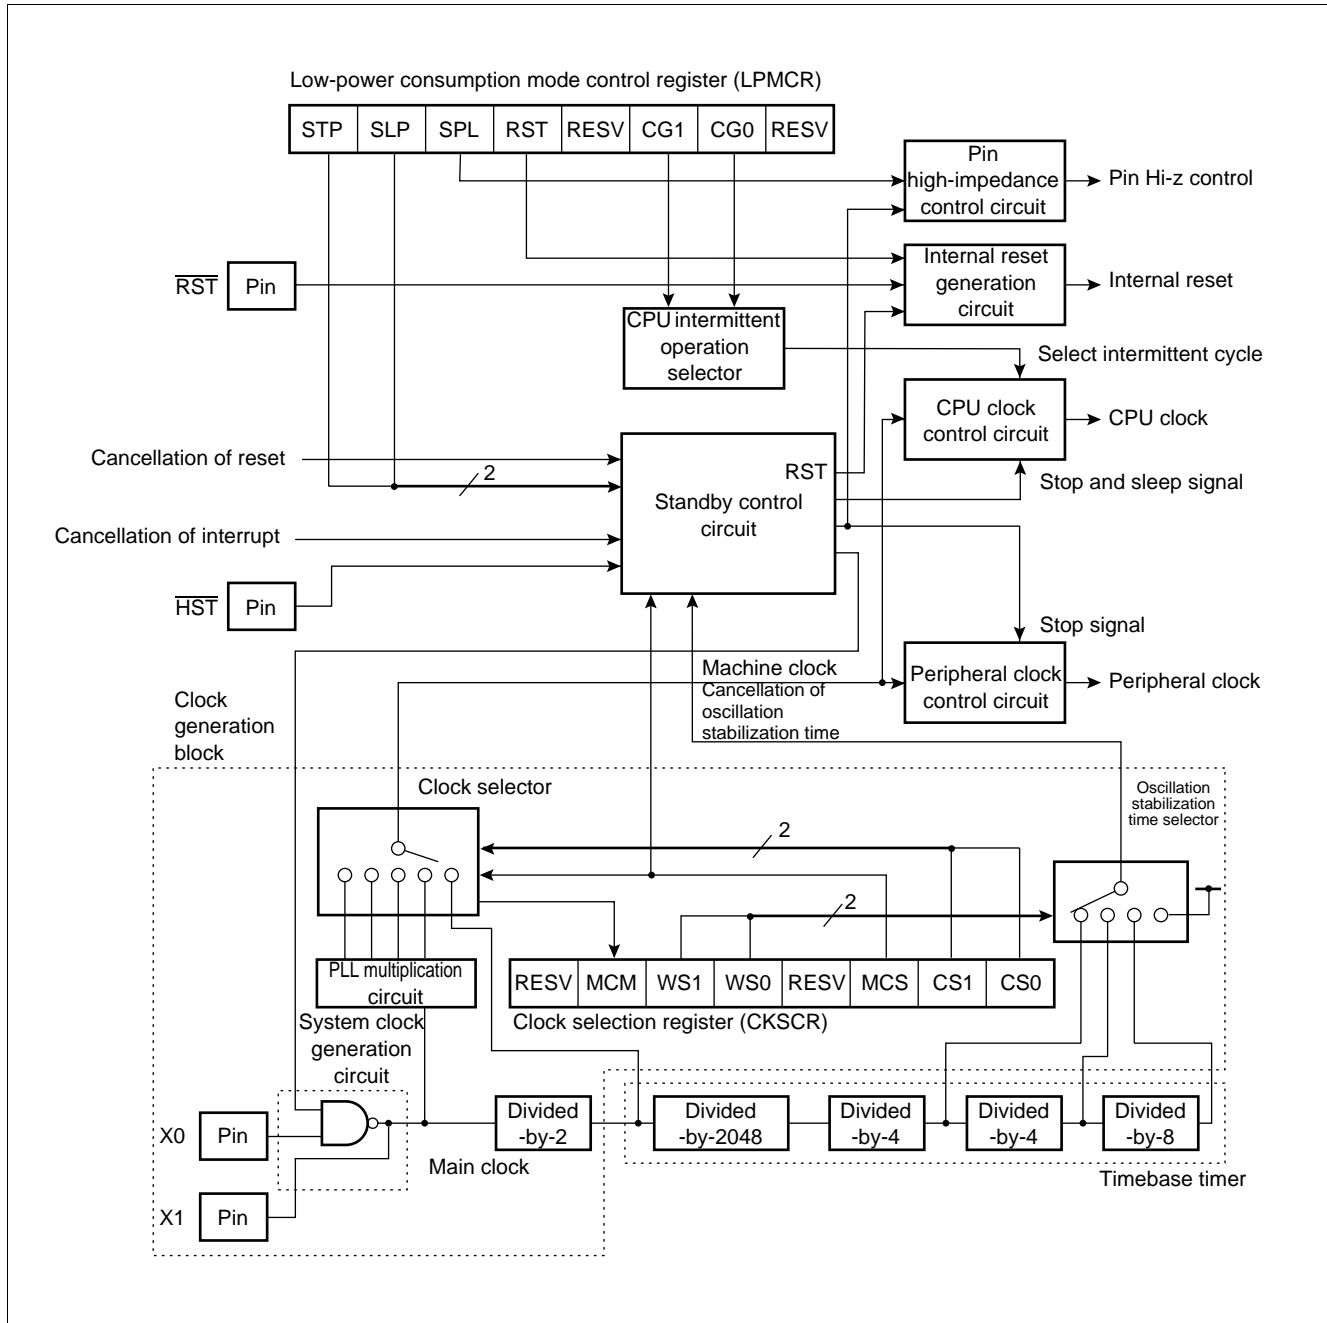 Low-power consumption mode control register (LPMCR)
STP SLP SPL RST RESV CG1 CG0 RESV
Pin
high-impedance
control circuit
Pin Hi-z control
RST Pin
Internal reset
generation
circuit
Internal reset
CPU intermittent
operation
selector
Select intermittent cycle
CPU clock
control circuit
CPU clock
Cancellation of reset
2
RST
Standby control
circuit
Stop and sleep signal
Cancellation of interrupt
HST Pin
Stop signal
Machine clock
Cancellation of
oscillation
stabilization time
Peripheral clock
control circuit
Peripheral clock
Clock
generation
block
Clock selector
Oscillation
stabilization
time selector
2
2
PLL multiplication
circuit
RESV MCM WS1 WS0 RESV MCS CS1 CS0
Clock selection register (CKSCR)
System clock
generation
circuit
X0 Pin
Divided
-by-2
Divided
-by-2048
Divided
-by-4
Divided
-by-4
Divided
-by-8
Main clock
Timebase timer
X1 Pin